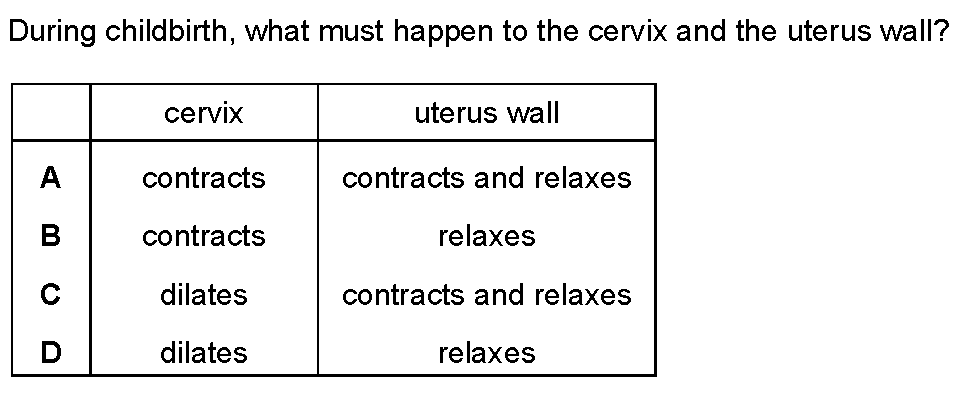 During childbirth, what must happen to the cervix and the uterus wall?
cervix uterus wall
A contracts contracts and relaxes
B contracts relaxes
C dilates contracts and relaxes
D dilates relaxes